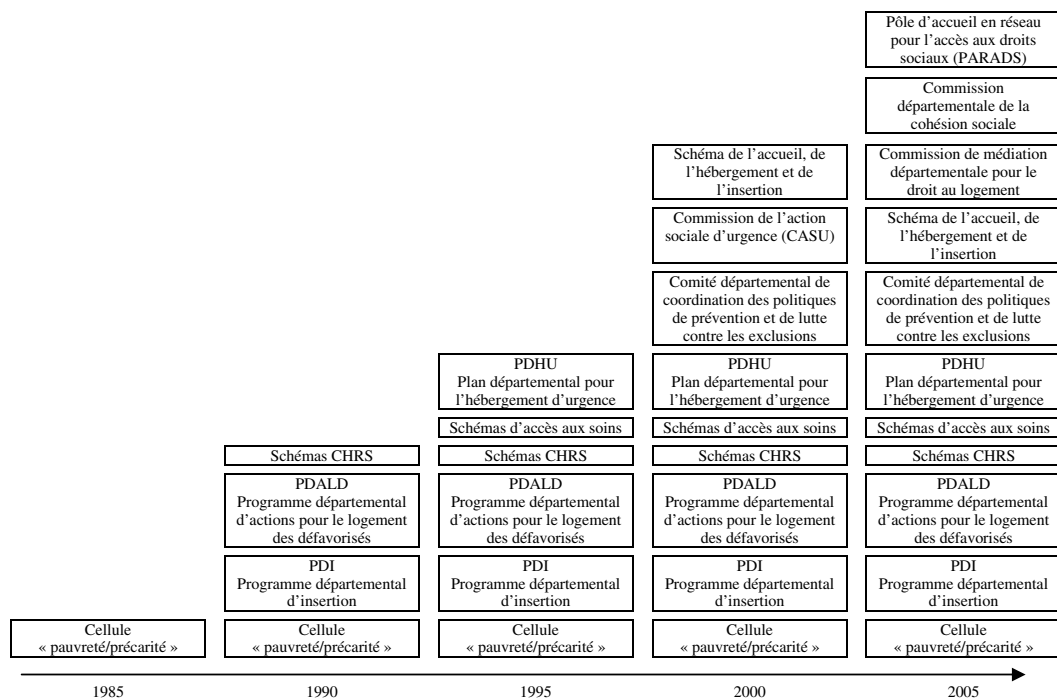 Pôle d'accueil en réseau
pour l'accès aux droits
sociaux (PARADS)
Commission
départementale de la
cohésion sociale
Schéma de l'accueil, de
l'hébergement et de
l'insertion
Commission de médiation
départementale pour le
droit au logement
Commission de l'action
sociale d'urgence (CASU)
Schéma de l'accueil, de
l'hébergement et de
l'insertion
Comité départemental de
coordination des politiques
de prévention et de lutte
contre les exclusions
Comité départemental de
coordination des politiques
de prévention et de lutte
contre les exclusions
PDHU
Plan départemental pour
l'hébergement d'urgence
PDHU
Plan départemental pour
l'hébergement d'urgence
PDHU
Plan départemental pour
l'hébergement d'urgence
Schémas d'accès aux soins
Schémas d'accès aux soins
Schémas d'accès aux soins
Schémas CHRS
Schémas CHRS
Schémas CHRS
Schémas CHRS
PDALD
Programme départemental
d'actions pour le logement
des défavorisés
PDALD
Programme départemental
d'actions pour le logement
des défavorisés
PDALD
Programme départemental
d'actions pour le logement
des défavorisés
PDALD
Programme départemental
d'actions pour le logement
des défavorisés
PDI
Programme départemental
d'insertion
PDI
Programme départemental
d'insertion
PDI
Programme départemental
d'insertion
PDI
Programme départemental
d'insertion
Cellule
« pauvreté/précarité »
Cellule
« pauvreté/précarité »
Cellule
« pauvreté/précarité »
Cellule
« pauvreté/précarité »
Cellule
« pauvreté/précarité »
1985
1990
1995
2000
2005